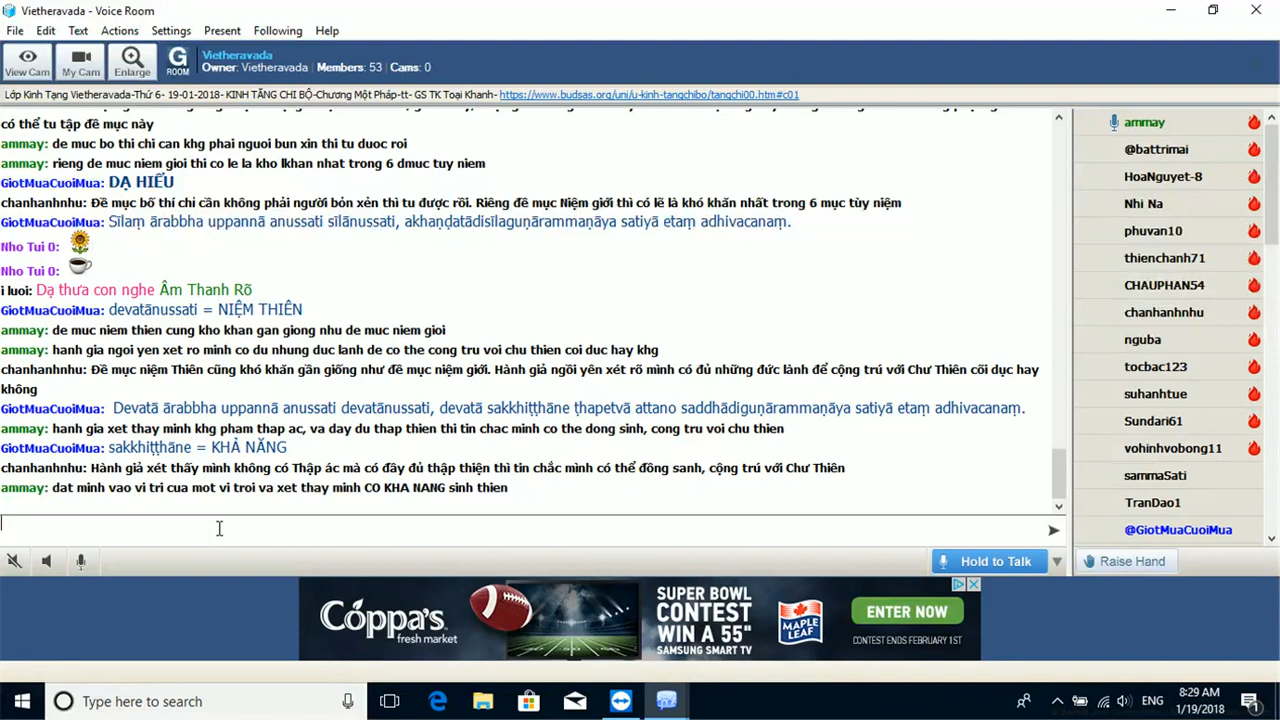 Vietheravada - Voice Room
File Edit Text Actions Settings Present Following Help
View Cam My Cam Enlarge G ROOM
Vietheravada
Owner: Vietheravada | Members: 53 | Cams: 0
Lớp Kinh Tạng Vietheravada-Thứ 6- 19-01-2018- KINH TĂNG CHI BỘ-Chương Một Pháp-tt- GS TK Toại Khanh- https://www.budsas.org/uni/u-kinh-tangchibo/tangchi00.htm#c01
có thể tu tập đề mục này
ammay: de muc bo thi chi can khg phai nguoi bun xin thi tu duoc roi
ammay: rieng de muc niem gioi thi co le la kho lkhan nhat trong 6 dmuc tuy niem
GiotMuaCuoiMua: DẠ HIỂU
chanhanhnhu: Đề mục bố thí chỉ cần không phải người bỏn xẻn thì tu được rồi. Riêng đề mục Niệm giới thì có lẽ là khó khăn nhất trong 6 mục tùy niệm
GiotMuaCuoiMua: Sīlaṃ ārabbha uppannā anussati sīlānussati, akhaṇḍatādisīlaguṇārammaṇāya satiyā etaṃ adhivacanaṃ.
Nho Tui 0:
Nho Tui 0:
i luoi: Dạ thưa con nghe Âm Thanh Rõ
GiotMuaCuoiMua: devatānussati = NIỆM THIÊN
ammay: de muc niem thien cung kho khan gan giong nhu de muc niem gioi
ammay: hanh gia ngoi yen xet ro minh co du nhung duc lanh de co the cong tru voi chu thien coi duc hay khg
chanhanhnhu: Đề mục niệm Thiên cũng khó khăn gần giống như đề mục niệm giới. Hành giả ngồi yên xét rõ mình có đủ những đức lành để cộng trú với Chư Thiên cõi dục hay
không
GiotMuaCuoiMua: Devatā ārabbha uppannā anussati devatānussati, devatā sakkhiṭṭhāne ṭhapetvā attano saddhādiguṇārammaṇāya satiyā etaṃ adhivacanaṃ.
ammay: hanh gia xet thay minh khg pham thap ac, va day du thap thien thi tin chac minh co the dong sinh, cong tru voi chu thien
GiotMuaCuoiMua: sakkhiṭṭhāne = KHẢ NĂNG
chanhanhnhu: Hành giả xét thấy mình không có Thập ác mà có đầy đủ thập thiện thì tin chắc mình có thể đồng sanh, cộng trú với Chư Thiên
ammay: dat minh vao vi tri cua mot vi troi va xet thay minh CO KHA NANG sinh thien
ammay
@battrimai
HoaNguyet-8
Nhi Na
phuvan10
thienchanh71
CHAUPHAN54
chanhanhnhu
nguba
tocbac123
suhanhtue
Sundari61
vohinhvobong11
sammaSati
TranDao1
@GiotMuaCuoiMua
Hold to Talk
Raise Hand
Coppa's
fresh market
SUPER BOWL
CONTEST
WIN A 55"
SAMSUNG SMART TV
MAPLE
LEAF
ENTER NOW
CONTEST ENDS FEBRUARY 1ST
Type here to search
ENG
8:29 AM
1/19/2018
1